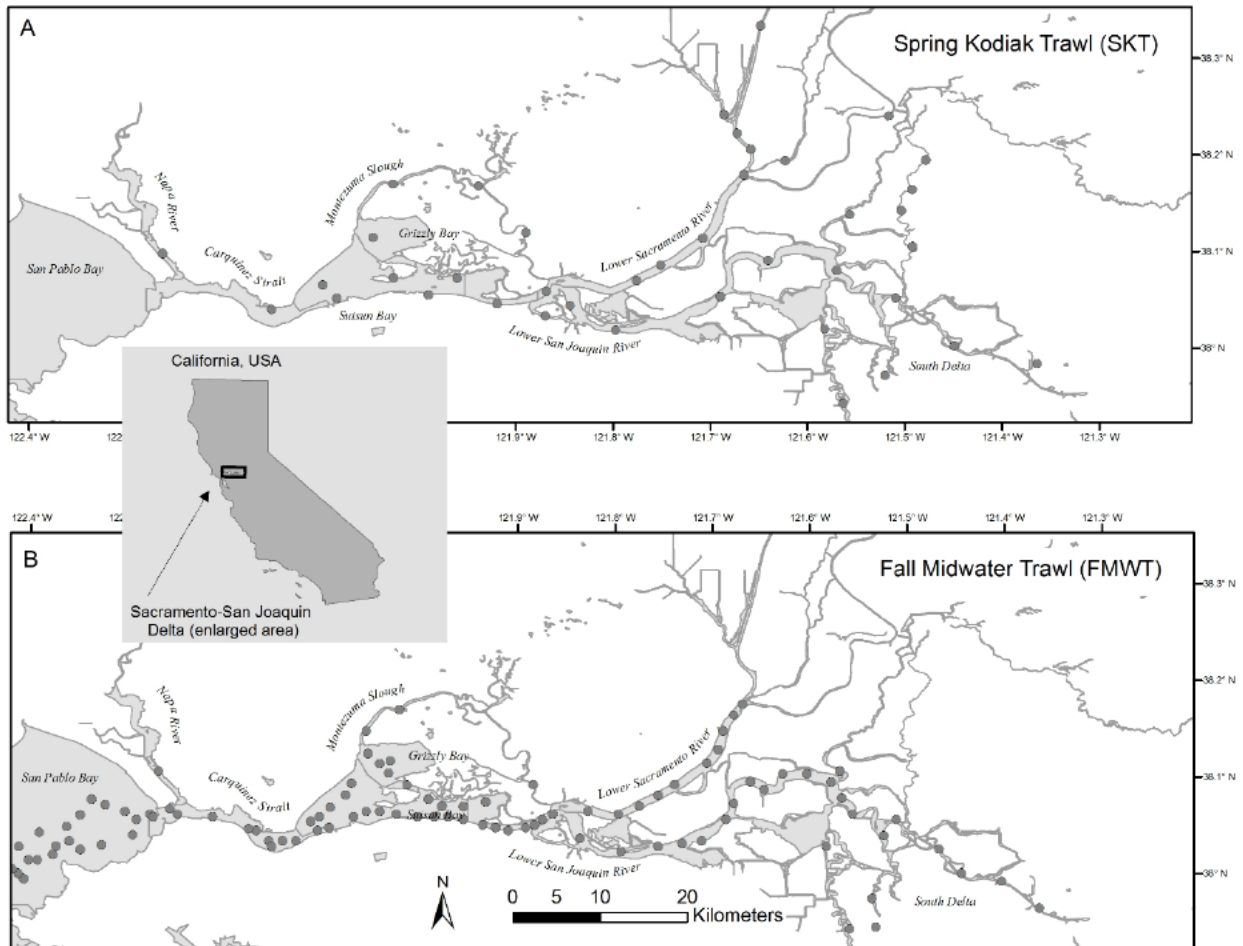 A
Spring Kodiak Trawl (SKT)
38.3°
38.2° N
38.1° N
38° N
Napa River
Montezuma Slough
Grizzly Bay
San Pablo Bay
Carquinez Strait
Lower Sacramento River
Suisun Bay
Lower San Joaquin River
South Delta
122.4° W
122.
121.9° W
121.8° W
121.7° W
121.6° W
121.5° W
121.4° W
121.3° W
California, USA
Sacramento-San Joaquin
Delta (enlarged area)
122.4° W
122.
121.9° W
121.8° W
121.7° W
121.6° W
121.5° W
121.4° W
121.3° W
B
Fall Midwater Trawl (FMWT)
38.3° N
38.2° N
38.1° N
38° N
Napa River
Montezuma Slough
Grizzly Bay
San Pablo Bay
Carquinez Strait
Lower Sacramento River
Suisun Bay
Lower San Joaquin River
South Delta
N
0 5 10 20
Kilometers